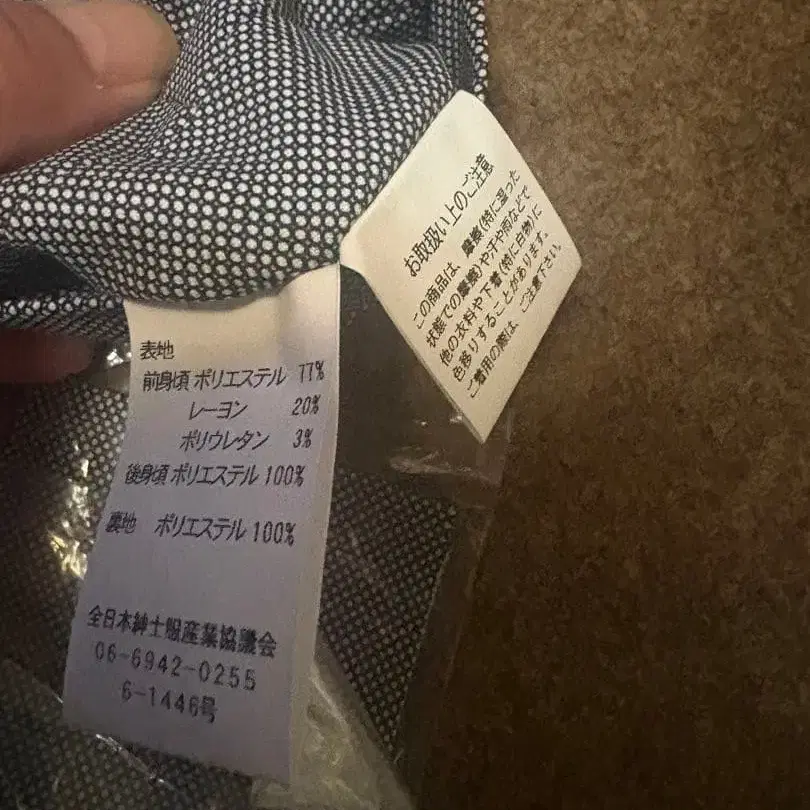 表地
前身頃 ポリエステル 77%
レーヨン 20%
ポリウレタン 3%
後身頃 ポリエステル 100%
裏地 ポリエステル 100%
全日本紳士服産業協議会
06-6942-0255
6-1446号
お取扱い上のご注意
この商品は、摩擦(特に湿った
状態での摩擦)や汗や雨などで
他の衣料や下着(特に白物)に
色移りすることがあります。
ご着用の際は、ご注意下さい。